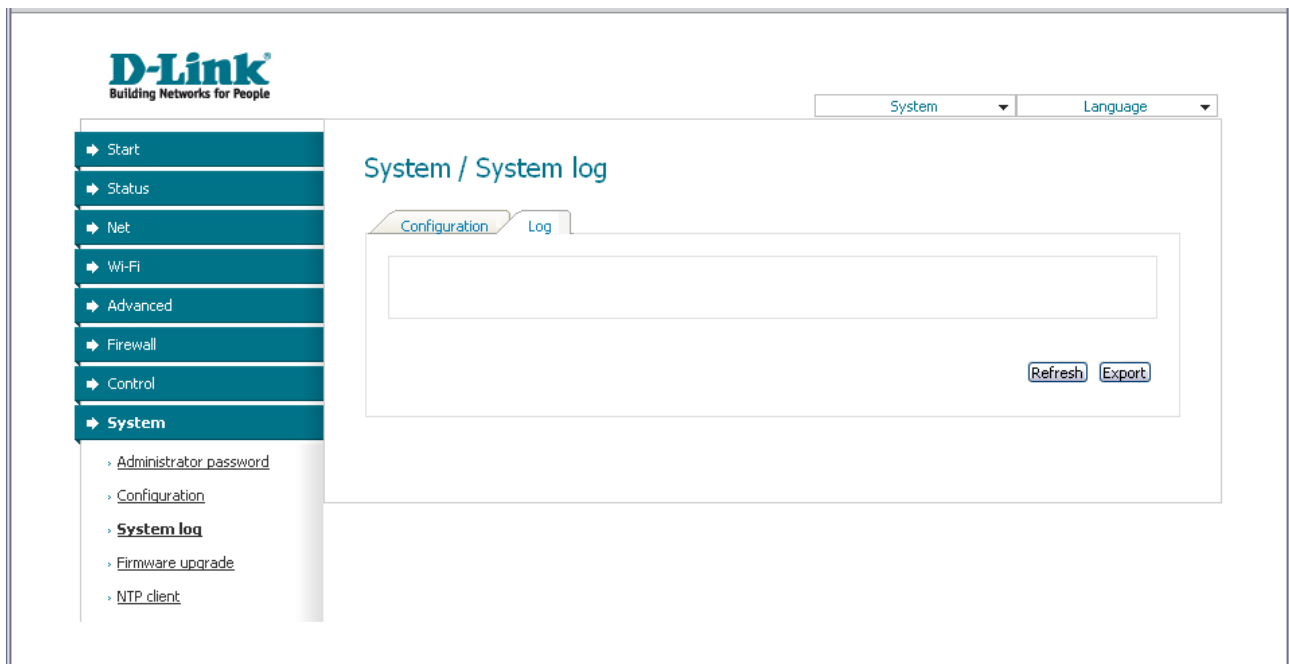 D-Link®
Building Networks for People
System
Language
Start
Status
Net
Wi-Fi
Advanced
Firewall
Control
System
Administrator password
Configuration
System log
Firmware upgrade
NTP client
System / System log
Configuration
Log
Refresh
Export